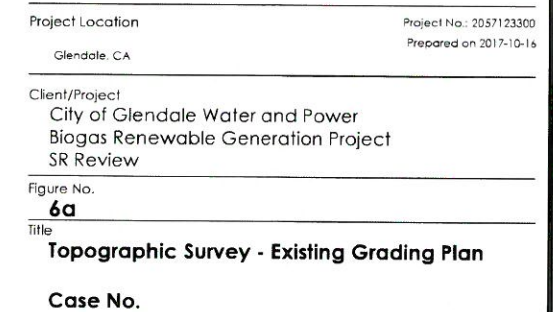 Project Location
Project No.: 2057123300
Prepared on 2017-10-16
Glendale, CA
Client/Project
City of Glendale Water and Power
Biogas Renewable Generation Project
SR Review
Figure No.
6a
Title
Topographic Survey - Existing Grading Plan
Case No.